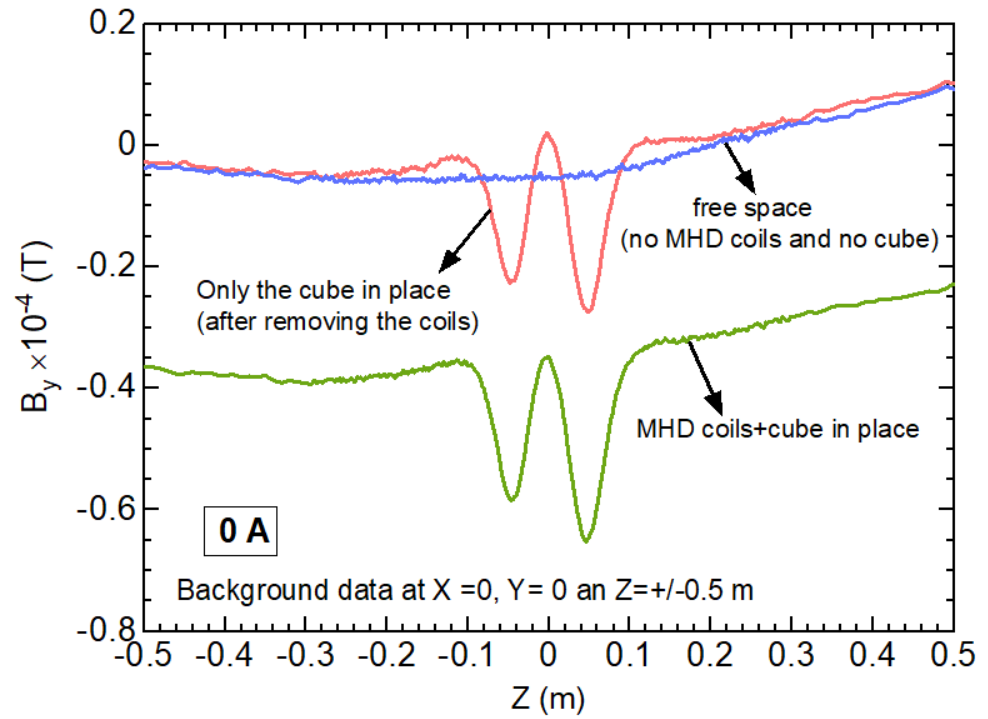 0.2
0
-0.2
-0.4
-0.6
-0.8
B_y ×10^-4 (T)
free space
(no MHD coils and no cube)
Only the cube in place
(after removing the coils)
MHD coils+cube in place
0 A
Background data at X =0, Y= 0 an Z=+/-0.5 m
-0.5 -0.4 -0.3 -0.2 -0.1 0 0.1 0.2 0.3 0.4 0.5
Z (m)